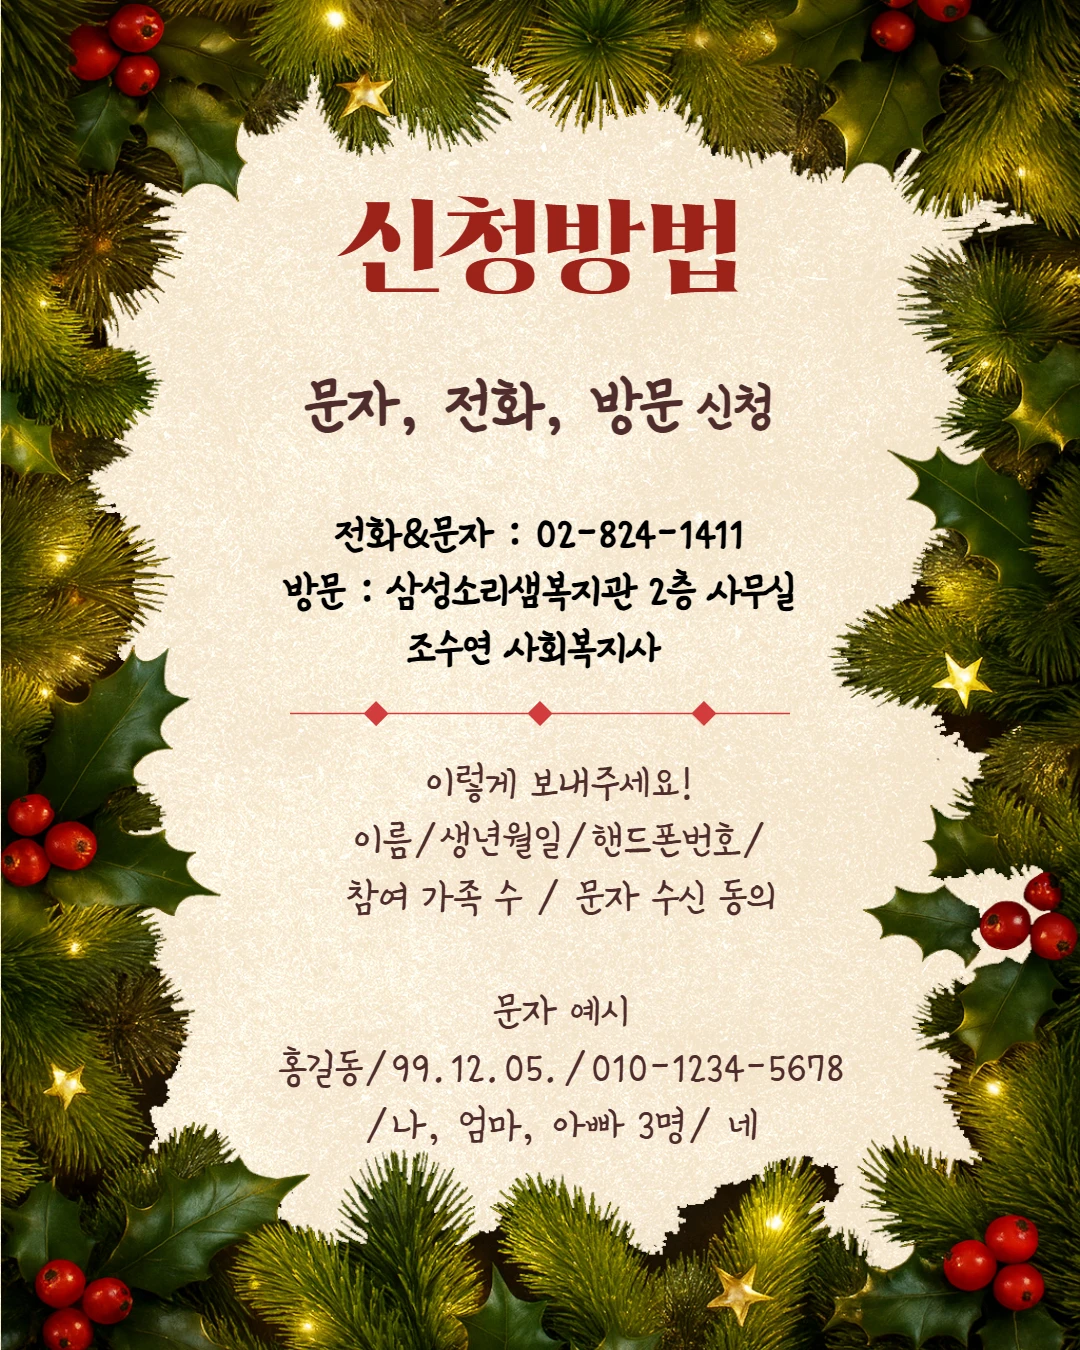 신청방법
문자, 전화, 방문 신청
전화&문자 : 02-824-1411
방문 : 삼성소리샘복지관 2층 사무실
조수연 사회복지사
이렇게 보내주세요!
이름/생년월일/핸드폰번호/
참여 가족 수 / 문자 수신 동의
문자 예시
홍길동/99.12.05./010-1234-5678
/나, 엄마, 아빠 3명/ 네